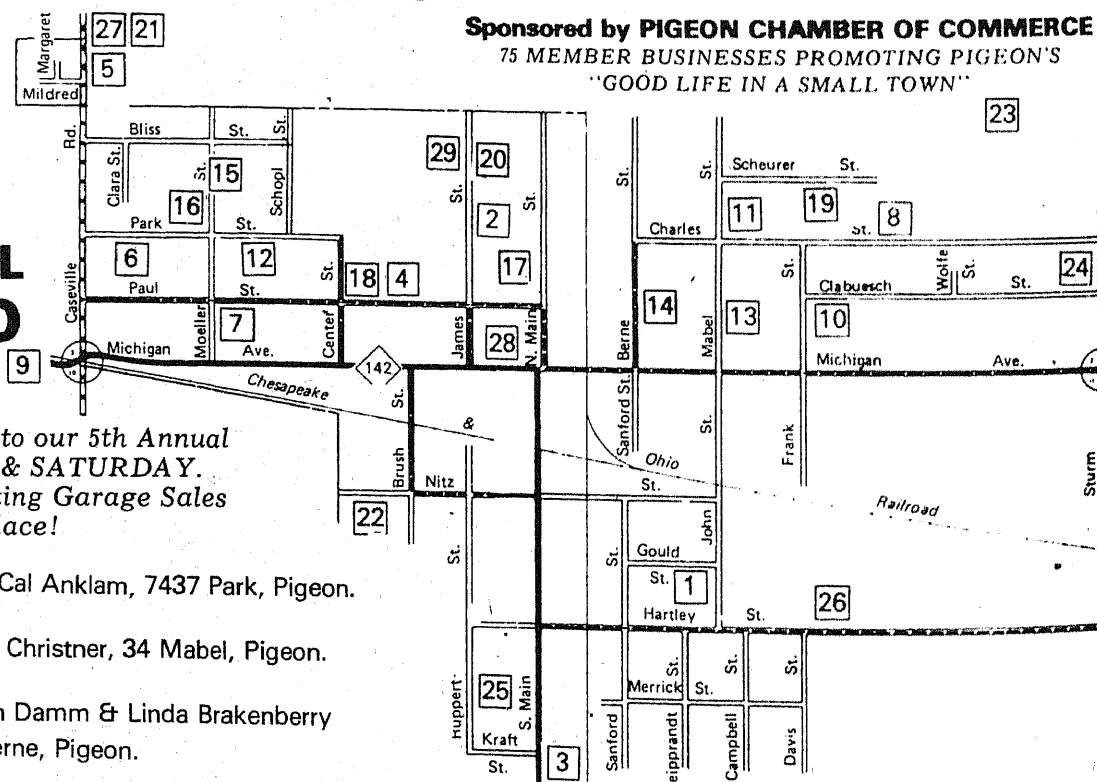 Sponsored by PIGEON CHAMBER OF COMMERCE
75 MEMBER BUSINESSES PROMOTING PIGEON'S
"GOOD LIFE IN A SMALL TOWN"
27 21
Margaret
5
Mildred
23
Rd.
Bliss St. St.
Clara St.
St.
15
Schopl
29
20
St.
St.
2
16
Park St.
St.
St.
Scheurer St.
11
19
8
Charles
St.
6
12
St.
18 4
17
St.
Clabuesch
Wolfe St.
St.
24
Paul St.
Caseville
L
D
Moeller
7
Center
James
28
N. Main
Berne
14
Mabel
13
10
9
Michigan Ave.
142
Michigan Ave.
Chesapeake
&
Ohio
Railroad
St.
Sanford St.
St.
Frank
Sturm
to our 5th Annual
& SATURDAY.
ing Garage Sales
lace!
Brush
Nitz
St.
22
John
Gould
St.
St.
St.
1
Hartley St.
26
Cal Anklam, 7437 Park, Pigeon.
Christner, 34 Mabel, Pigeon.
n Damm & Linda Brakenberry
erne, Pigeon.
Huppert
25
S. Main
Kraft
St.
3
St.
St.
St.
Merrick St.
Sanford
eipprandt
Campbell
Davis